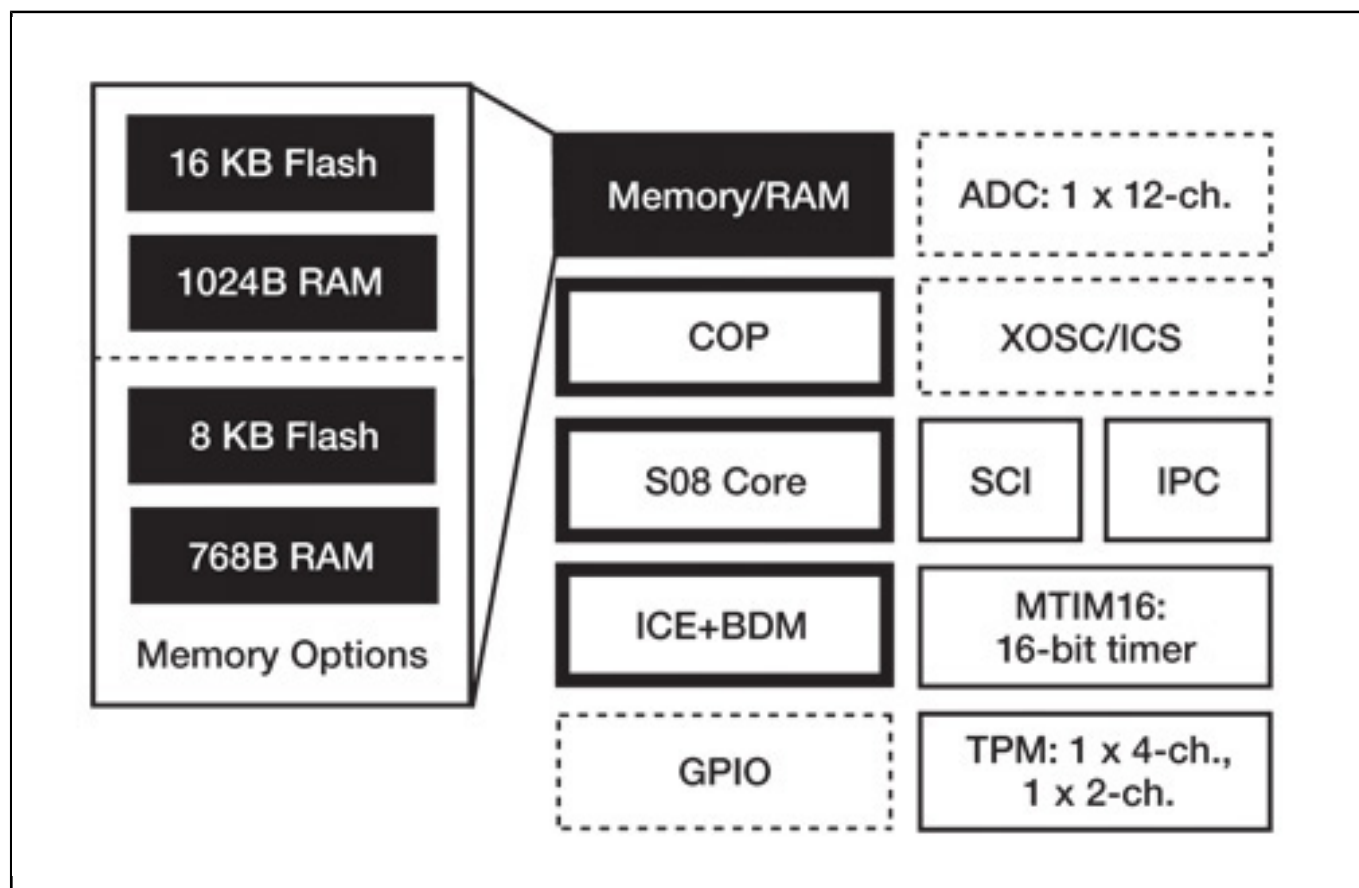 16 KB Flash
1024B RAM
8 KB Flash
768B RAM
Memory Options
Memory/RAM
COP
S08 Core
ICE+BDM
GPIO
ADC: 1 x 12-ch.
XOSC/ICS
SCI
IPC
MTIM16:
16-bit timer
TPM: 1 x 4-ch.,
1 x 2-ch.